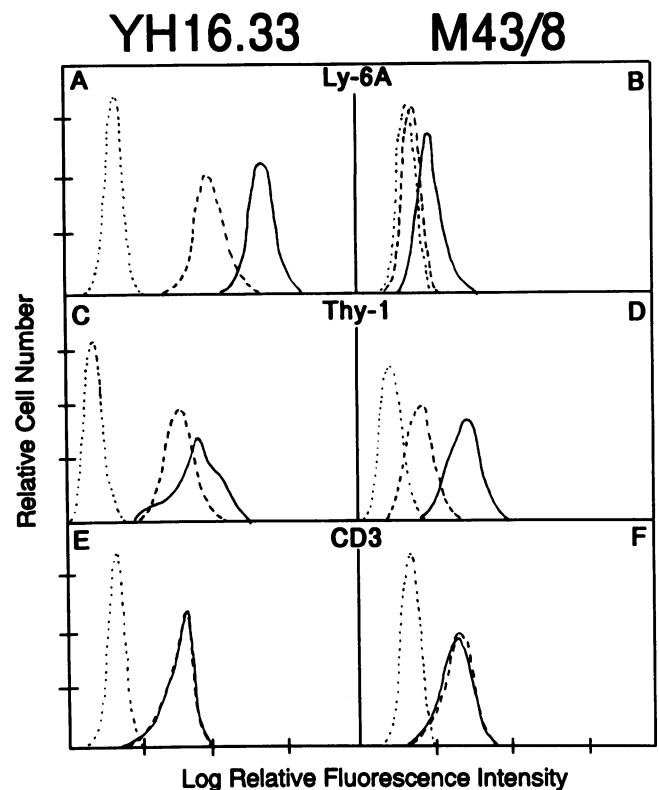 YH16.33 M43/8
A Ly-6A B
C Thy-1 D
E CD3 F
Relative Cell Number
Log Relative Fluorescence Intensity